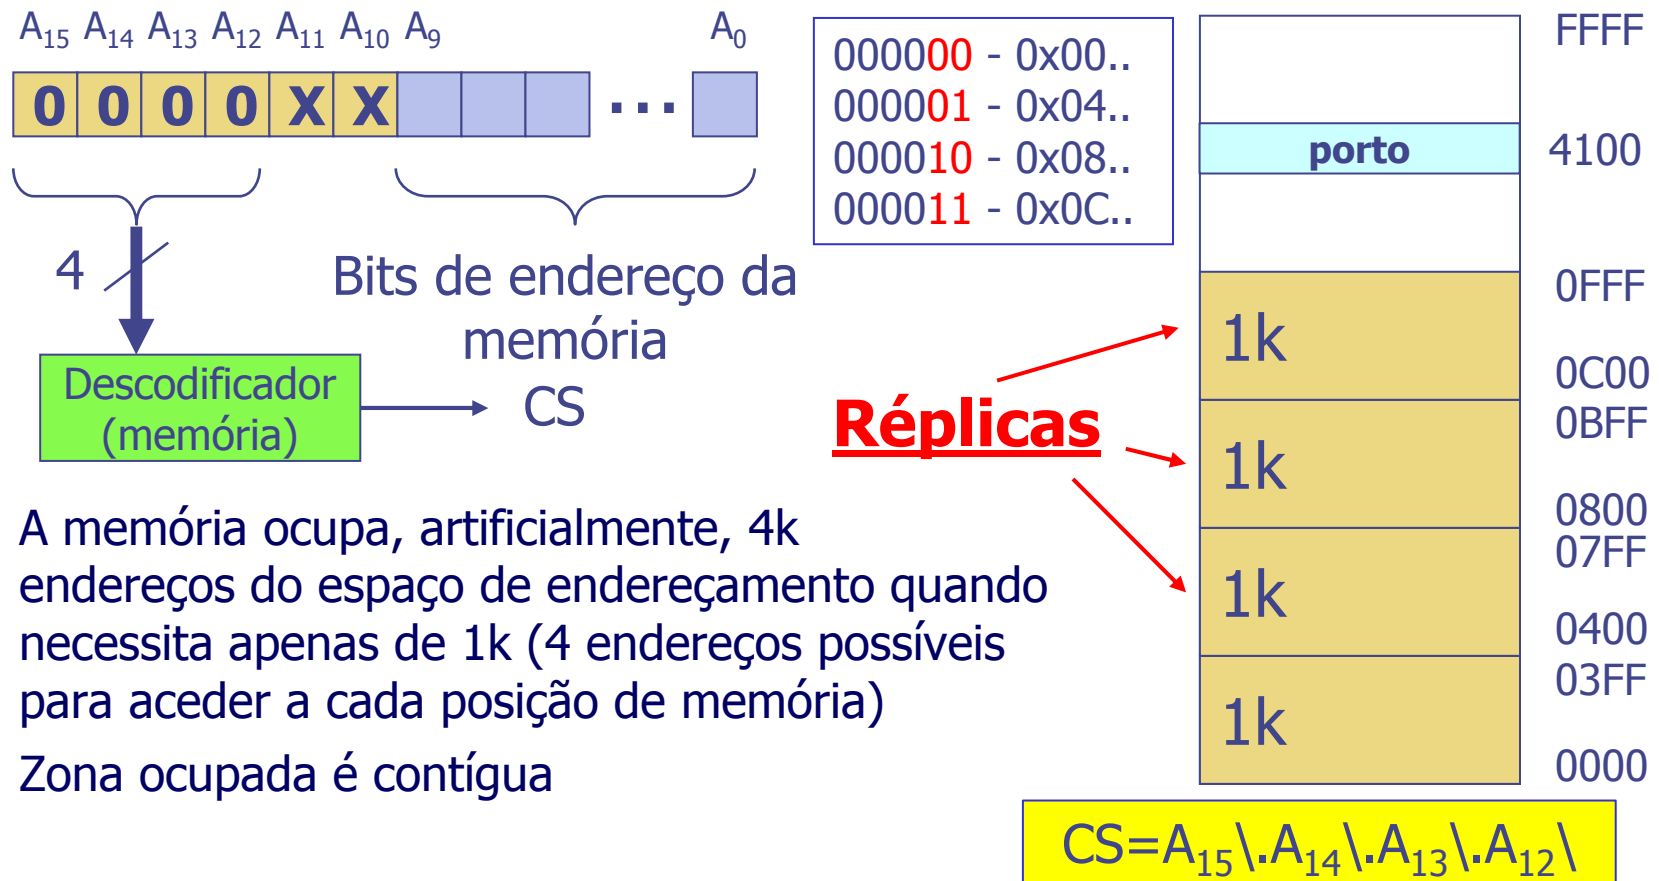 A15 A14 A13 A12 A11 A10 A9 A0
0 0 0 0 X X ...
4
Bits de endereço da
memória
Descodificador
(memória)
CS
000000 - 0x00..
000001 - 0x04..
000010 - 0x08..
000011 - 0x0C..
Réplicas
A memória ocupa, artificialmente, 4k
endereços do espaço de endereçamento quando
necessita apenas de 1k (4 endereços possíveis
para aceder a cada posição de memória)
Zona ocupada é contígua
FFFF
porto 4100
0FFF
1k
0C00
0BFF
1k
0800
07FF
1k
0400
03FF
1k
0000
CS=A15\.A14\.A13\.A12\